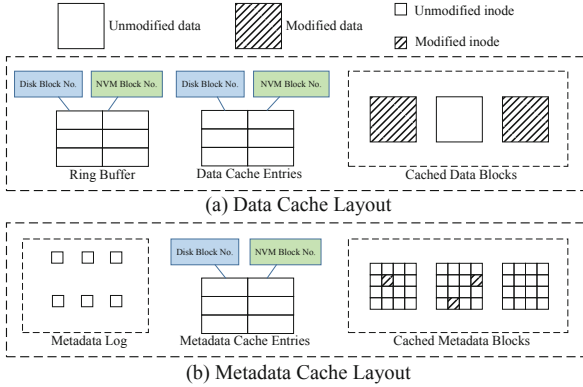 Unmodified data
Modified data
Unmodified inode
Modified inode
Disk Block No.
NVM Block No.
Disk Block No.
NVM Block No.
Ring Buffer
Data Cache Entries
Cached Data Blocks
(a) Data Cache Layout
Disk Block No.
NVM Block No.
Metadata Log
Metadata Cache Entries
Cached Metadata Blocks
(b) Metadata Cache Layout